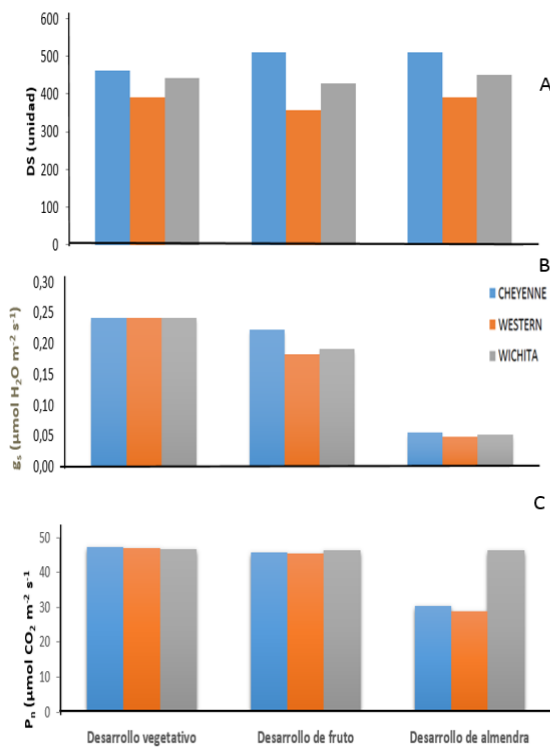 600
500
400
300
200
100
0
DS (unidad)
A
B
0,30
0,25
0,20
0,15
0,10
0,05
0,00
gs (μmol H₂O m⁻² s⁻¹)
CHEYENNE
WESTERN
WICHITA
C
50
40
30
20
10
0
Pn (μmol CO₂ m⁻² s⁻¹)
Desarrollo vegetativo
Desarrollo de fruto
Desarrollo de almendra